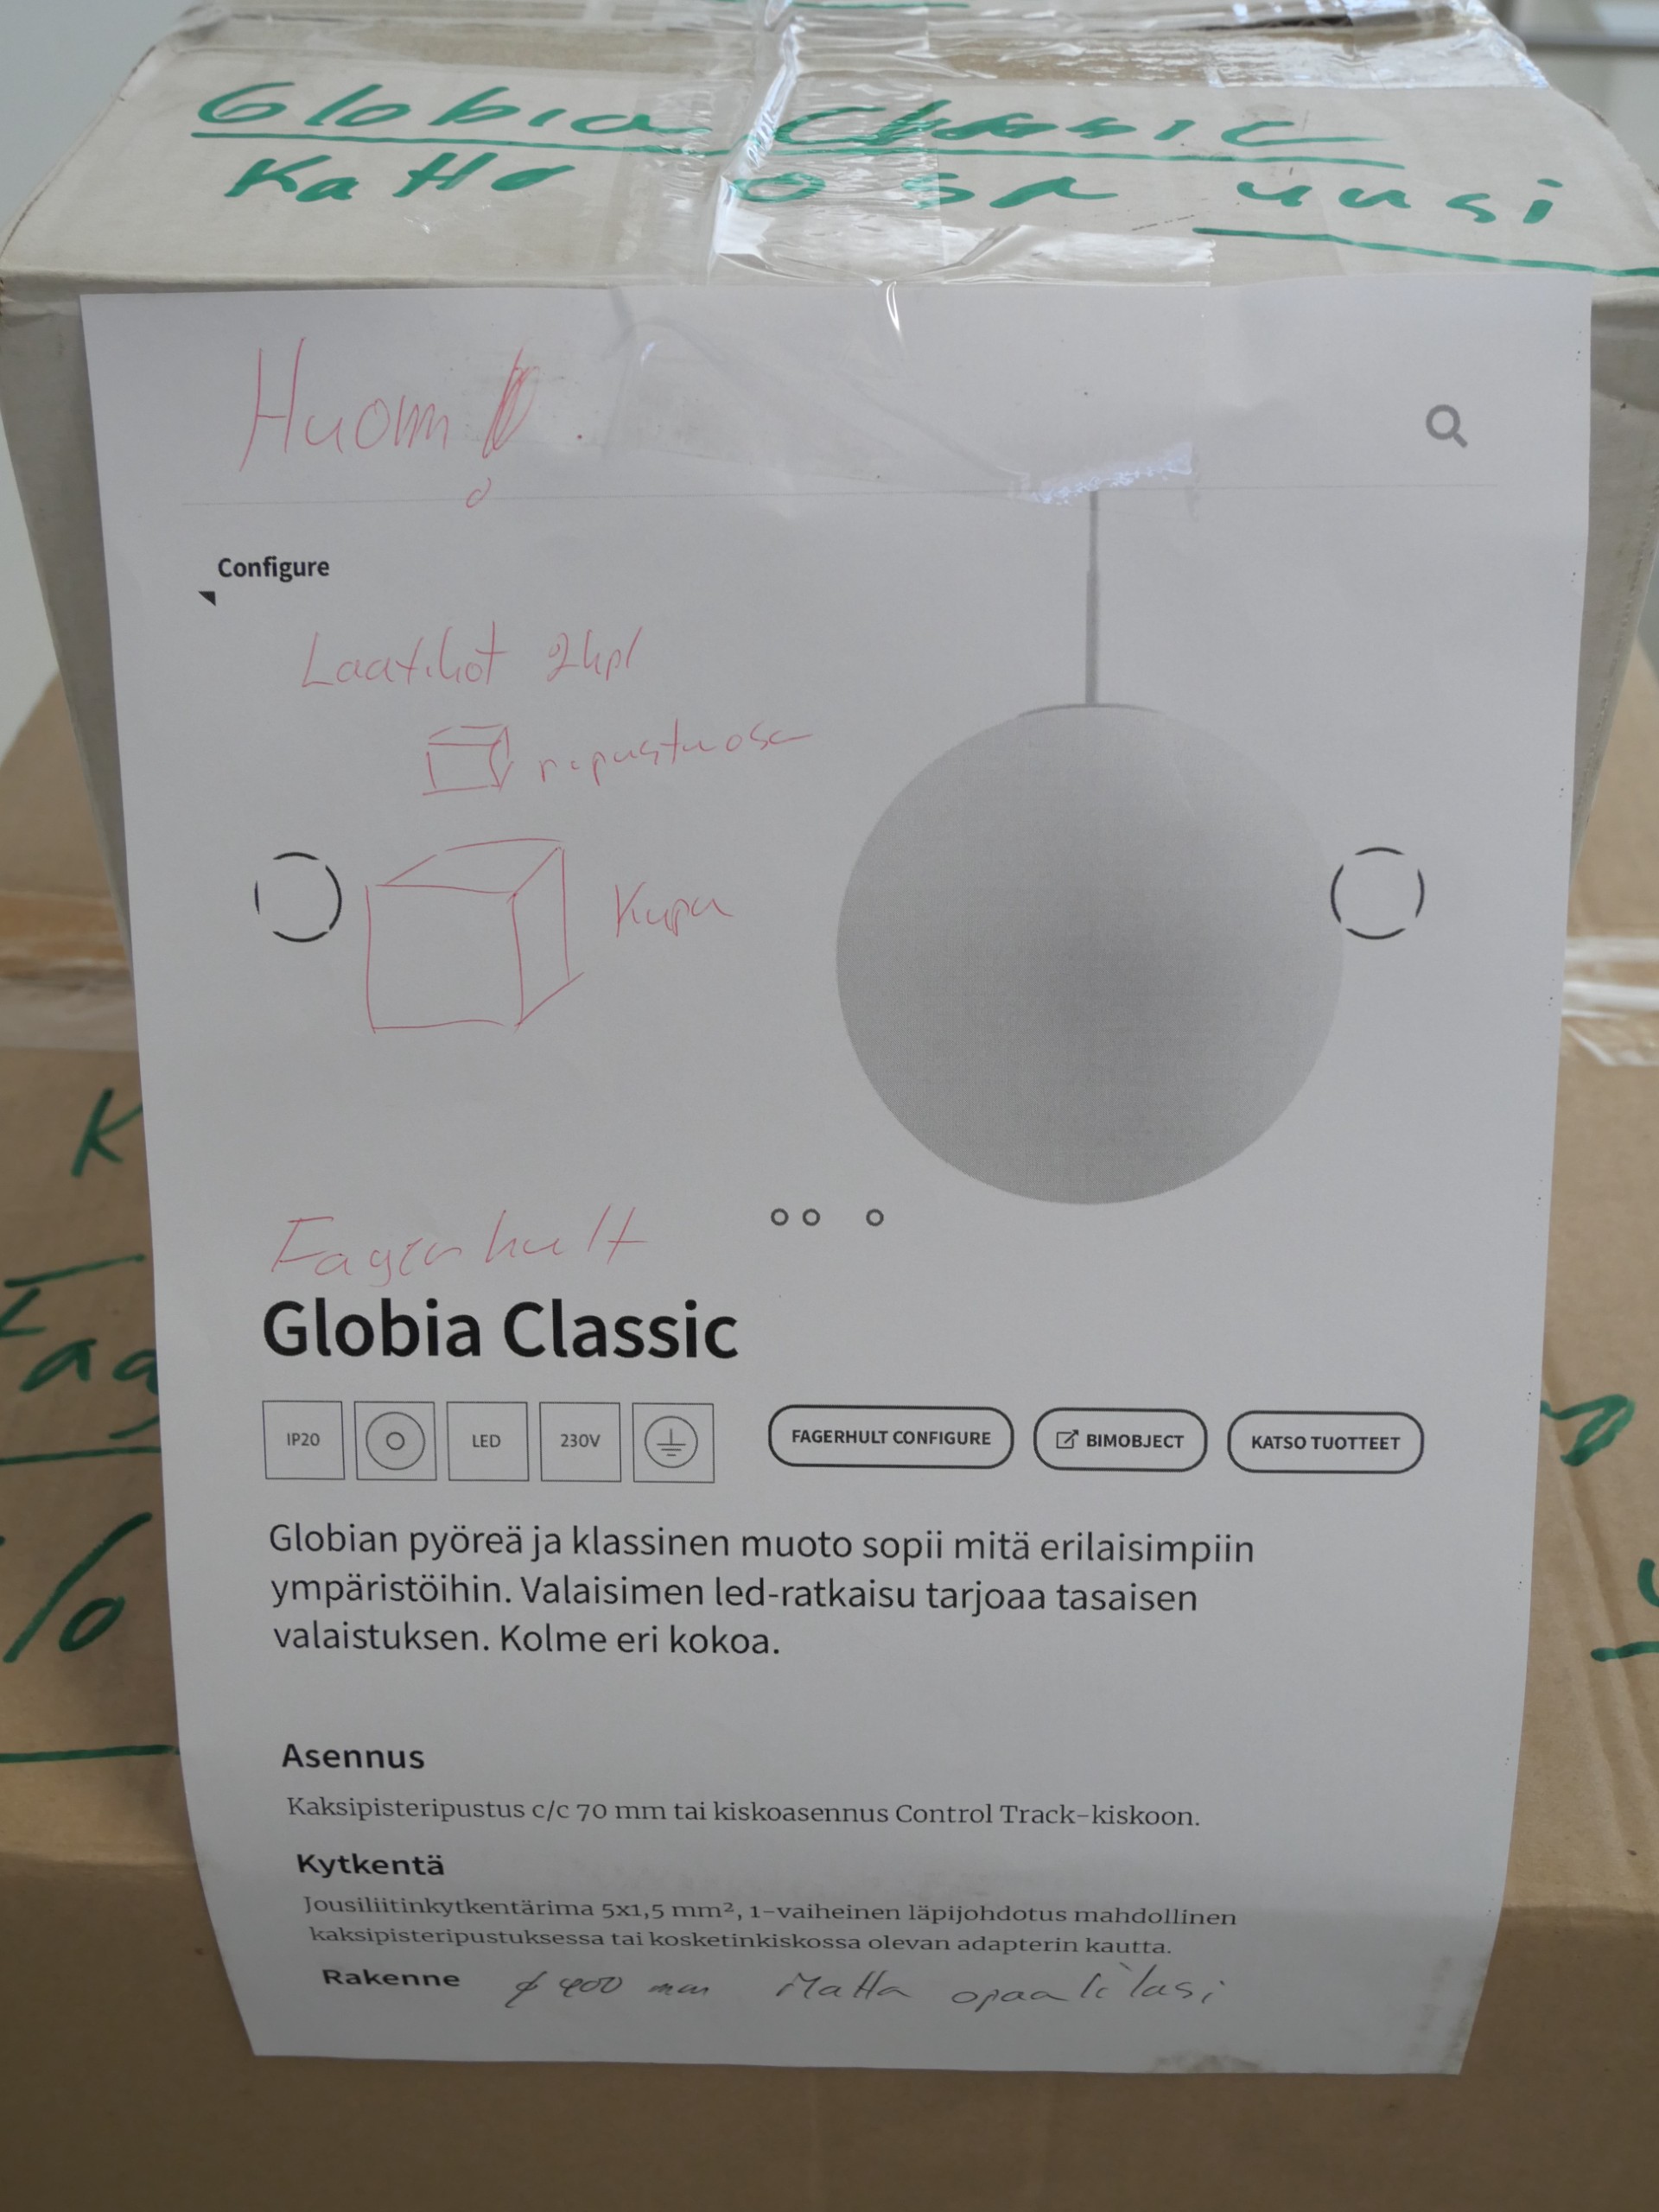 Globia Classic
Katto osa uusi
Huom!
Configure
Laatikot 2kpl
ripustusosa
Kupu
Fagerhult
Globia Classic
IP20 LED 230V FAGERHULT CONFIGURE BIMOBJECT KATSO TUOTTEET
Globian pyöreä ja klassinen muoto sopii mitä erilaisimpiin
ympäristöihin. Valaisimen led-ratkaisu tarjoaa tasaisen
valaistuksen. Kolme eri kokoa.
Asennus
Kaksipisteripustus c/c 70 mm tai kiskoasennus Control Track-kiskoon.
Kytkentä
Jousiliitinkytkentärima 5x1,5 mm², 1-vaiheinen läpijohdotus mahdollinen
kaksipisteripustuksessa tai kosketinkiskossa olevan adapterin kautta.
Rakenne ø 400 mm Matta opaalilasi
K
Fag
lo